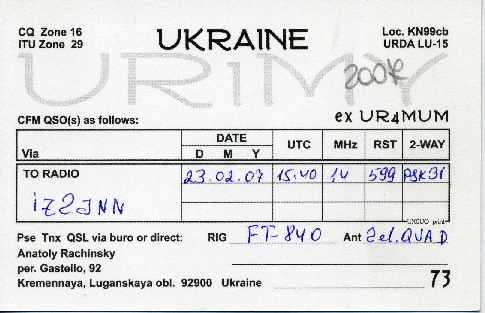 CQ Zone 16
ITU Zone 29
UKRAINE
Loc. KN99cb
URDA LU-15
UR1MY
2007
CFM QSO(s) as follows:
ex UR4MUM
Via
DATE
D M Y
UTC
MHz
RST
2-WAY
TO RADIO
IZ2JNN
23.02.07 15.40 14 599 PSK31
UX5UO print
Pse Tnx QSL via buro or direct:
RIG FT-840 Ant 2el.QUAD
Anatoly Rachinsky
per. Gastello, 92
Kremennaya, Luganskaya obl. 92900 Ukraine
73